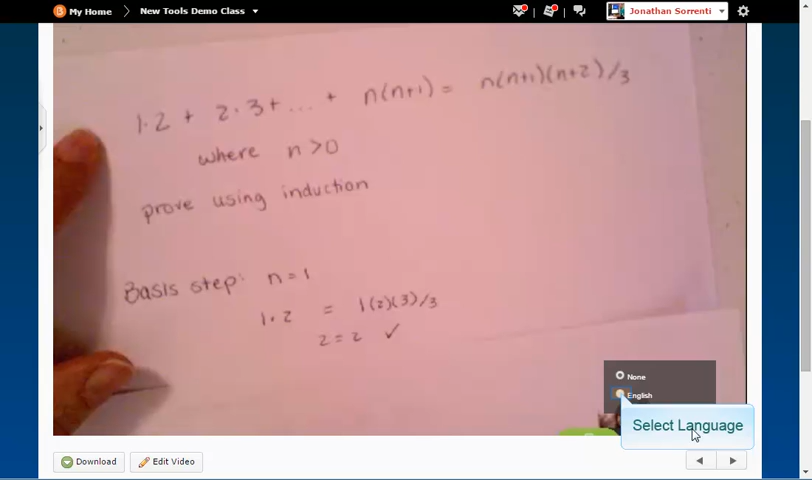 My Home
New Tools Demo Class
Jonathan Sorrenti
1·2 + 2·3+ ... + n(n+1) = n(n+1)(n+2)/3
where n >0
prove using induction
Basis step: n=1
1·2 = 1(2)(3)/3
2=2 ✓
None
English
Select Language
Download
Edit Video